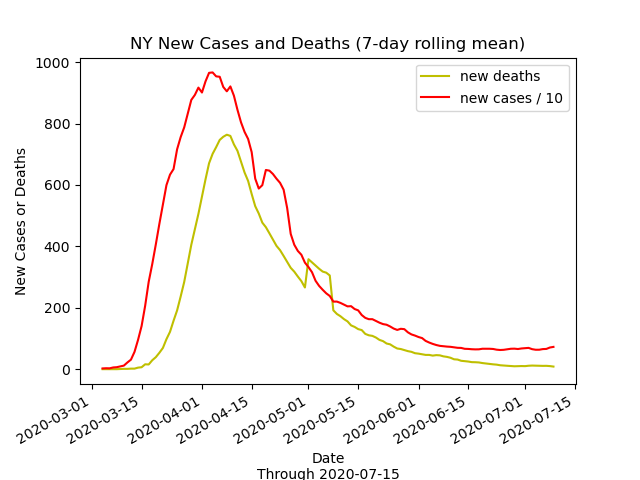 NY New Cases and Deaths (7-day rolling mean)
new deaths
new cases / 10
1000
800
600
400
200
0
New Cases or Deaths
2020-03-01
2020-03-15
2020-04-01
2020-04-15
2020-05-01
2020-05-15
2020-06-01
2020-06-15
2020-07-01
2020-07-15
Date
Through 2020-07-15